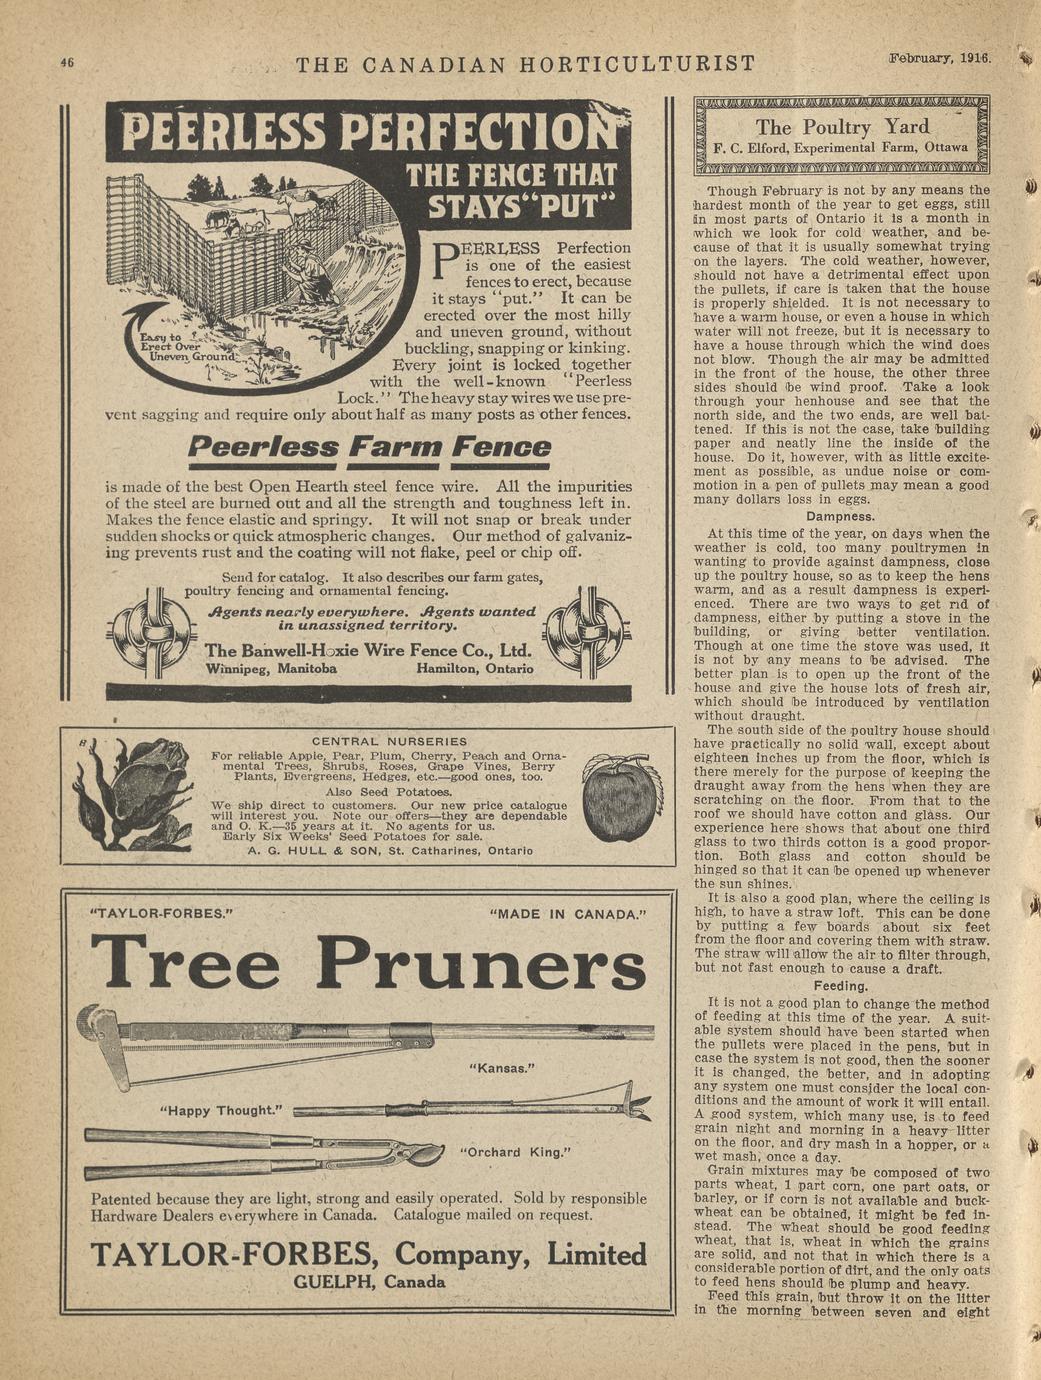 46
THE CANADIAN HORTICULTURIST
February, 1916.
PEERLESS PERFECTION
THE FENCE THAT
STAYS "PUT"
PEERLESS Perfection
is one of the easiest
fences to erect, because
it stays "put." It can be
erected over the most hilly
and uneven ground, without
buckling, snapping or kinking.
Every joint is locked together
with the well-known "Peerless
Lock." The heavy stay wires we use pre-
vent sagging and require only about half as many posts as other fences.
Easy to
Erect Over
Uneven Ground
Peerless Farm Fence
is made of the best Open Hearth steel fence wire. All the impurities
of the steel are burned out and all the strength and toughness left in.
Makes the fence elastic and springy. It will not snap or break under
sudden shocks or quick atmospheric changes. Our method of galvaniz-
ing prevents rust and the coating will not flake, peel or chip off.
Send for catalog. It also describes our farm gates,
poultry fencing and ornamental fencing.
Agents nearly everywhere. Agents wanted
in unassigned territory.
The Banwell-Hoxie Wire Fence Co., Ltd.
Winnipeg, Manitoba Hamilton, Ontario
CENTRAL NURSERIES
For reliable Apple, Pear, Plum, Cherry, Peach and Orna-
mental Trees, Shrubs, Roses, Grape Vines, Berry
Plants, Evergreens, Hedges, etc.—good ones, too.
Also Seed Potatoes.
We ship direct to customers. Our new price catalogue
will interest you. Note our offers—they are dependable
and O. K.—35 years at it. No agents for us.
Early Six Weeks' Seed Potatoes for sale.
A. G. HULL & SON, St. Catharines, Ontario
"TAYLOR-FORBES." "MADE IN CANADA."
Tree Pruners
"Kansas."
"Happy Thought."
"Orchard King."
Patented because they are light, strong and easily operated. Sold by responsible
Hardware Dealers everywhere in Canada. Catalogue mailed on request.
TAYLOR-FORBES, Company, Limited
GUELPH, Canada
The Poultry Yard
F. C. Elford, Experimental Farm, Ottawa
Though February is not by any means the
hardest month of the year to get eggs, still
in most parts of Ontario it is a month in
which we look for cold weather, and be-
cause of that it is usually somewhat trying
on the layers. The cold weather, however,
should not have a detrimental effect upon
the pullets, if care is taken that the house
is properly shielded. It is not necessary to
have a warm house, or even a house in which
water will not freeze, but it is necessary to
have a house through which the wind does
not blow. Though the air may be admitted
in the front of the house, the other three
sides should be wind proof. Take a look
through your henhouse and see that the
north side, and the two ends, are well bat-
tened. If this is not the case, take building
paper and neatly line the inside of the
house. Do it, however, with as little excite-
ment as possible, as undue noise or com-
motion in a pen of pullets may mean a good
many dollars loss in eggs.
Dampness.
At this time of the year, on days when the
weather is cold, too many poultrymen in
wanting to provide against dampness, close
up the poultry house, so as to keep the hens
warm, and as a result dampness is experi-
enced. There are two ways to get rid of
dampness, either by putting a stove in the
building, or giving better ventilation.
Though at one time the stove was used, it
is not by any means to be advised. The
better plan is to open up the front of the
house and give the house lots of fresh air,
which should be introduced by ventilation
without draught.
The south side of the poultry house should
have practically no solid wall, except about
eighteen inches up from the floor, which is
there merely for the purpose of keeping the
draught away from the hens when they are
scratching on the floor. From that to the
roof we should have cotton and glass. Our
experience here shows that about one third
glass to two thirds cotton is a good propor-
tion. Both glass and cotton should be
hinged so that it can be opened up whenever
the sun shines.
It is also a good plan, where the ceiling is
high, to have a straw loft. This can be done
by putting a few boards about six feet
from the floor and covering them with straw.
The straw will allow the air to filter through,
but not fast enough to cause a draft.
Feeding.
It is not a good plan to change the method
of feeding at this time of the year. A suit-
able system should have been started when
the pullets were placed in the pens, but in
case the system is not good, then the sooner
it is changed, the better, and in adopting
any system one must consider the local con-
ditions and the amount of work it will entail.
A good system, which many use, is to feed
grain night and morning in a heavy litter
on the floor, and dry mash in a hopper, or a
wet mash, once a day.
Grain mixtures may be composed of two
parts wheat, 1 part corn, one part oats, or
barley, or if corn is not available and buck-
wheat can be obtained, it might be fed in-
stead. The wheat should be good feeding
wheat, that is, wheat in which the grains
are solid, and not that in which there is a
considerable portion of dirt, and the only oats
to feed hens should be plump and heavy.
Feed this grain, but throw it on the litter
in the morning between seven and eight